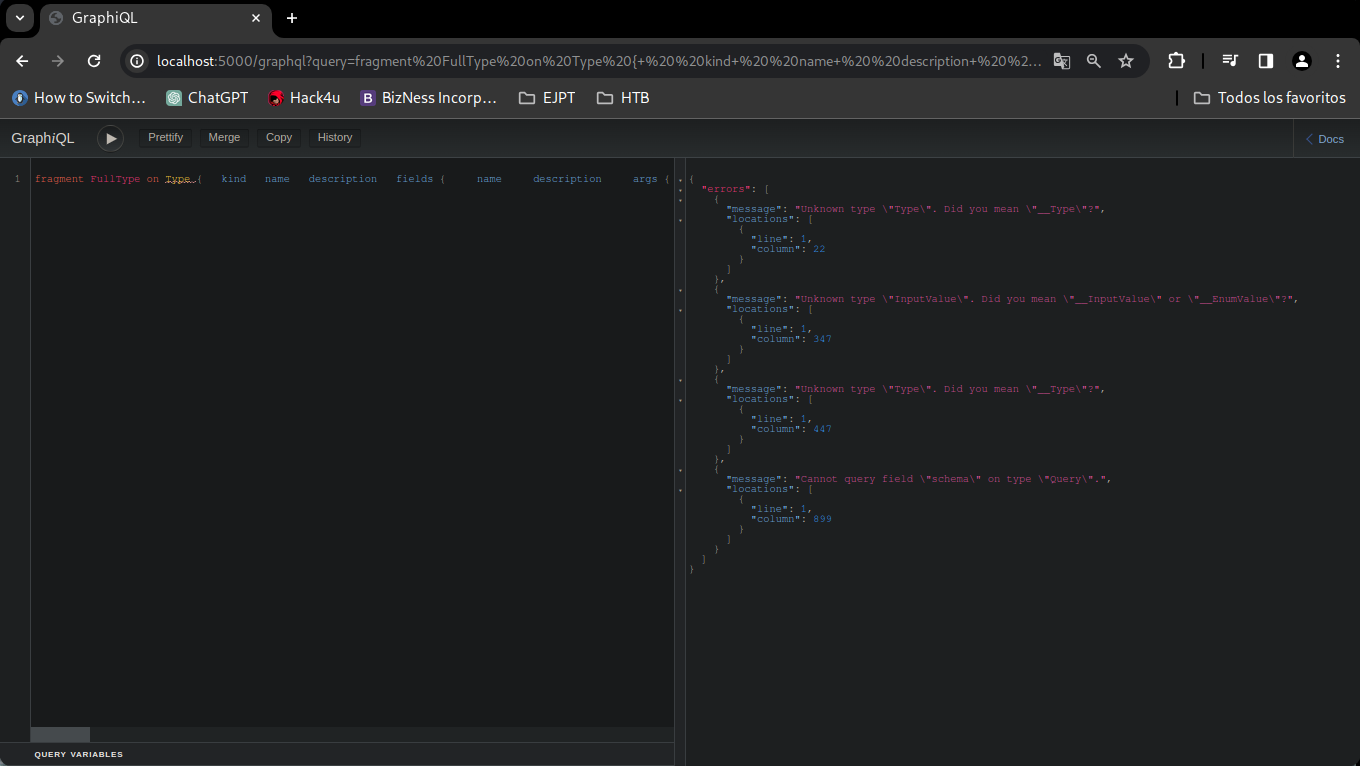 GraphiQL
localhost:5000/graphql?query=fragment%20FullType%20on%20Type%20{+%20%20kind+%20%20name+%20%20description+%20%2...
How to Switch... ChatGPT Hack4u BizNess Incorp... EJPT HTB Todos los favoritos
GraphiQL Prettify Merge Copy History Docs
1 fragment FullType on Type { kind name description fields { name description args {
{
"errors": [
{
"message": "Unknown type \"Type\". Did you mean \"__Type\"?",
"locations": [
{
"line": 1,
"column": 22
}
]
},
{
"message": "Unknown type \"InputValue\". Did you mean \"__InputValue\" or \"__EnumValue\"?",
"locations": [
{
"line": 1,
"column": 347
}
]
},
{
"message": "Unknown type \"Type\". Did you mean \"__Type\"?",
"locations": [
{
"line": 1,
"column": 447
}
]
},
{
"message": "Cannot query field \"schema\" on type \"Query\".",
"locations": [
{
"line": 1,
"column": 899
}
]
}
]
}
QUERY VARIABLES